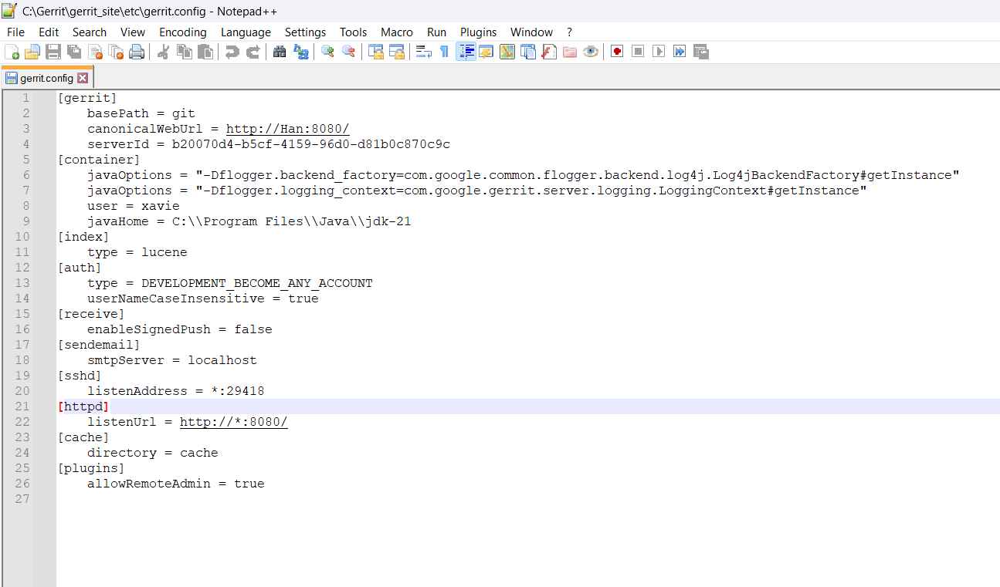 C:\Gerrit\gerrit_site\etc\gerrit.config - Notepad++
File Edit Search View Encoding Language Settings Tools Macro Run Plugins Window ?
gerrit.config
1 [gerrit]
2 basePath = git
3 canonicalWebUrl = http://Han:8080/
4 serverId = b20070d4-b5cf-4159-96d0-d81b0c870c9c
5 [container]
6 javaOptions = "-Dflogger.backend_factory=com.google.common.flogger.backend.log4j.Log4jBackendFactory#getInstance"
7 javaOptions = "-Dflogger.logging_context=com.google.gerrit.server.logging.LoggingContext#getInstance"
8 user = xavie
9 javaHome = C:\\Program Files\\Java\\jdk-21
10 [index]
11 type = lucene
12 [auth]
13 type = DEVELOPMENT_BECOME_ANY_ACCOUNT
14 userNameCaseInsensitive = true
15 [receive]
16 enableSignedPush = false
17 [sendemail]
18 smtpServer = localhost
19 [sshd]
20 listenAddress = *:29418
21 [httpd]
22 listenUrl = http://*:8080/
23 [cache]
24 directory = cache
25 [plugins]
26 allowRemoteAdmin = true
27